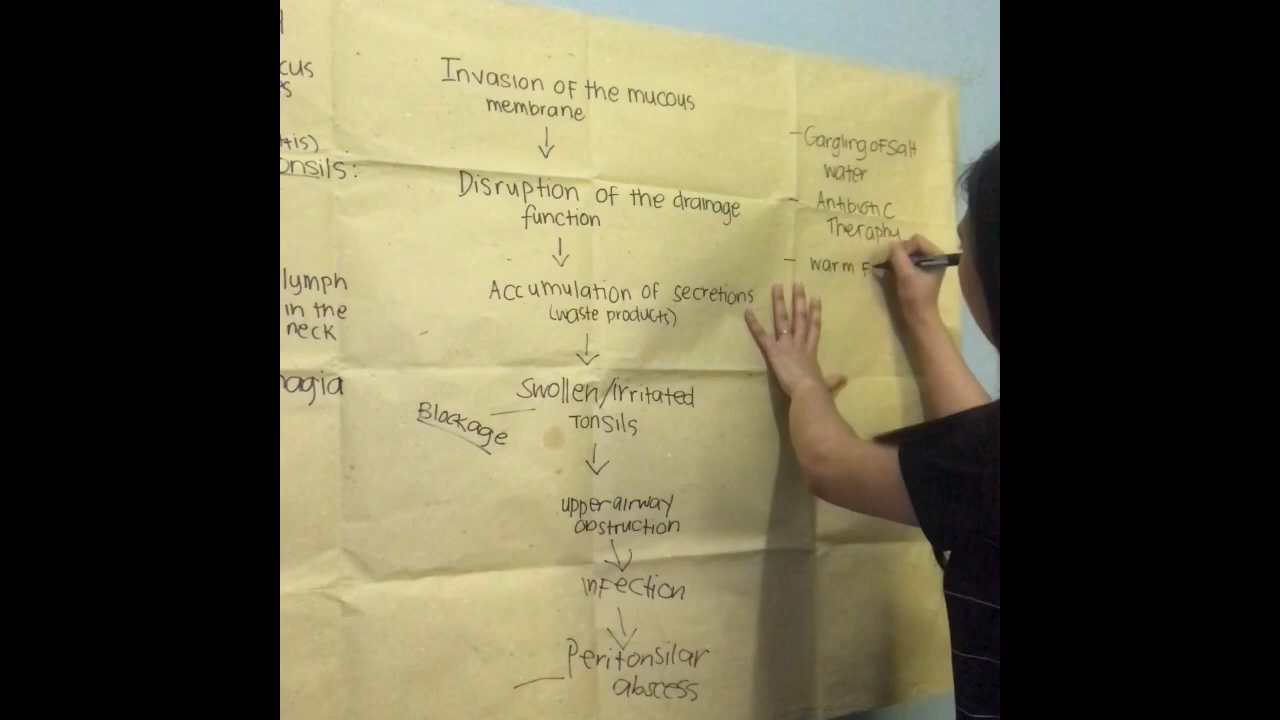 cus
s
tis)
onsils:
lymph
in the
neck
hagia
Invasion of the mucous
membrane
Disruption of the drainage
function
Accumulation of secretions
(waste products)
Swollen/irritated
Tonsils
Blockage
upper airway
obstruction
infection
Peritonsilar
abscess
- Gargling of Salt
water
- Antibiotic
Theraphy
- warm F